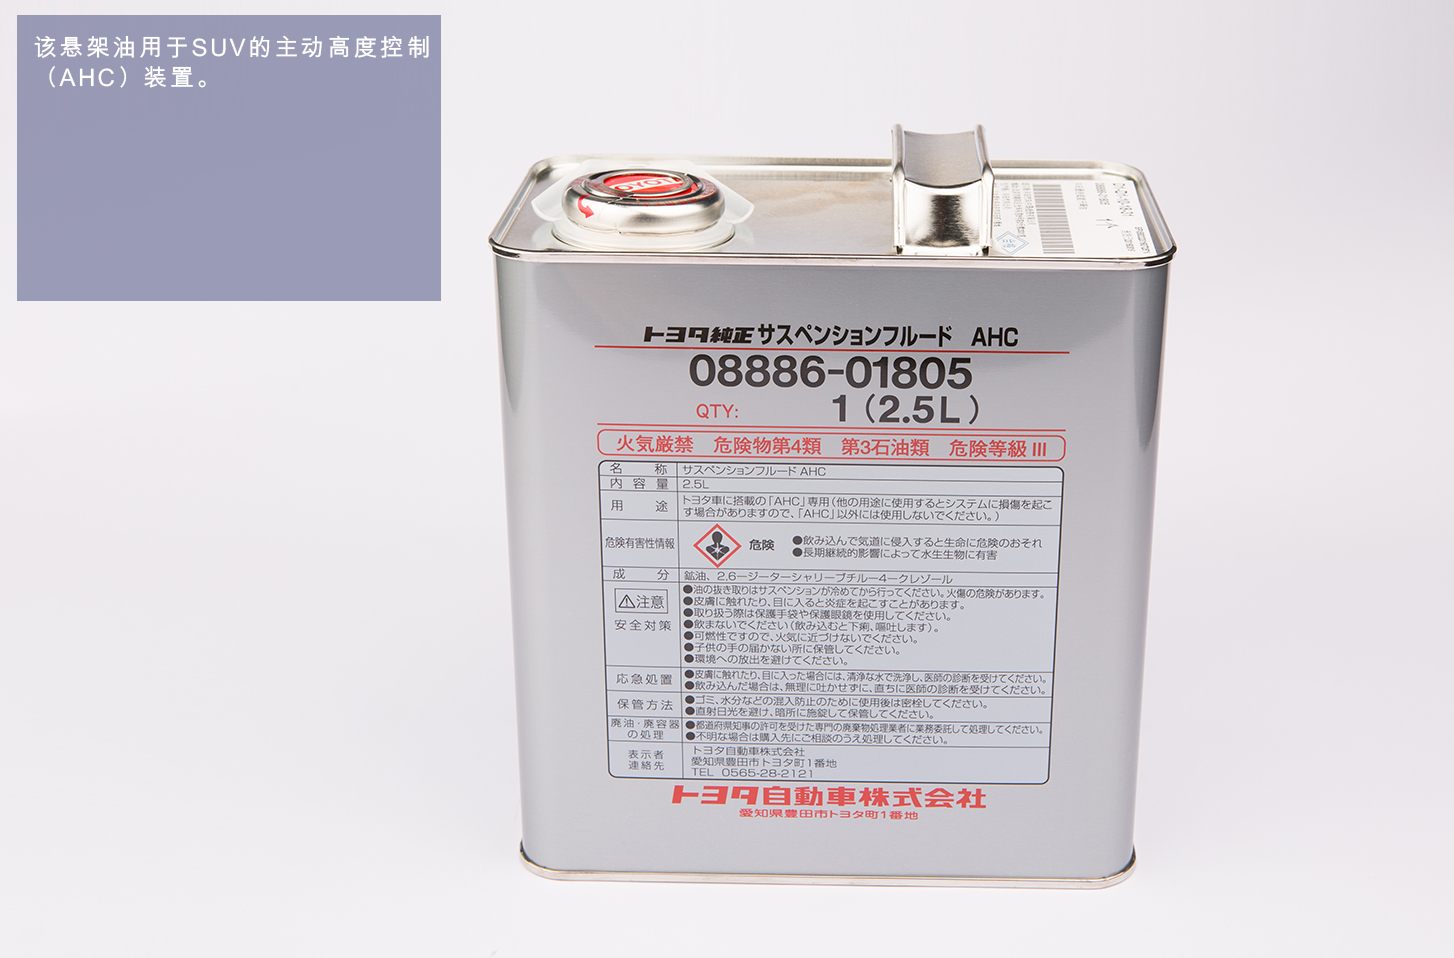 该悬架油用于SUV的主动高度控制
（AHC）装置。
トヨタ純正 サスペンションフルード AHC
08886-01805
QTY: 1（2.5L）
火気厳禁 危険物第4類 第3石油類 危険等級 III
名称 サスペンションフルード AHC
内容量 2.5L
用途 トヨタ車に搭載の「AHC」専用（他の用途に使用するとシステムに損傷を起こ
す場合がありますので、「AHC」以外には使用しないでください。）
危険有害性情報 危険 ●飲み込んで気道に侵入すると生命に危険のおそれ
●長期継続的影響によって水生生物に有害
成分 鉱油、2,6-ジーターシャリーブチルー4-クレゾール
注意 安全対策
●油の抜き取りはサスペンションが冷めてから行ってください。火傷の危険があります。
●皮膚に触れたり、目に入ると炎症を起こすことがあります。
●取り扱う際は保護手袋や保護眼鏡を使用してください。
●飲まないでください（飲み込むと下痢、嘔吐します）。
●可燃性ですので、火気に近づけないでください。
●子供の手の届かない所に保管してください。
●環境への放出を避けてください。
応急処置 ●皮膚に触れたり、目に入った場合には、清浄な水で洗浄し、医師の診断を受けてください。
●飲み込んだ場合は、無理に吐かせずに、直ちに医師の診断を受けてください。
保管方法 ●ゴミ、水分などの混入防止のために使用後は密栓してください。
●直射日光を避け、暗所に施錠して保管してください。
廃油・廃容器の処理 ●都道府県知事の許可を受けた専門の廃棄物処理業者に業務委託して処理してください。
●不明な場合は購入先にご相談のうえ処理してください。
表示者連絡先 トヨタ自動車株式会社
愛知県豊田市トヨタ町1番地
TEL 0565-28-2121
トヨタ自動車株式会社
愛知県豊田市トヨタ町1番地